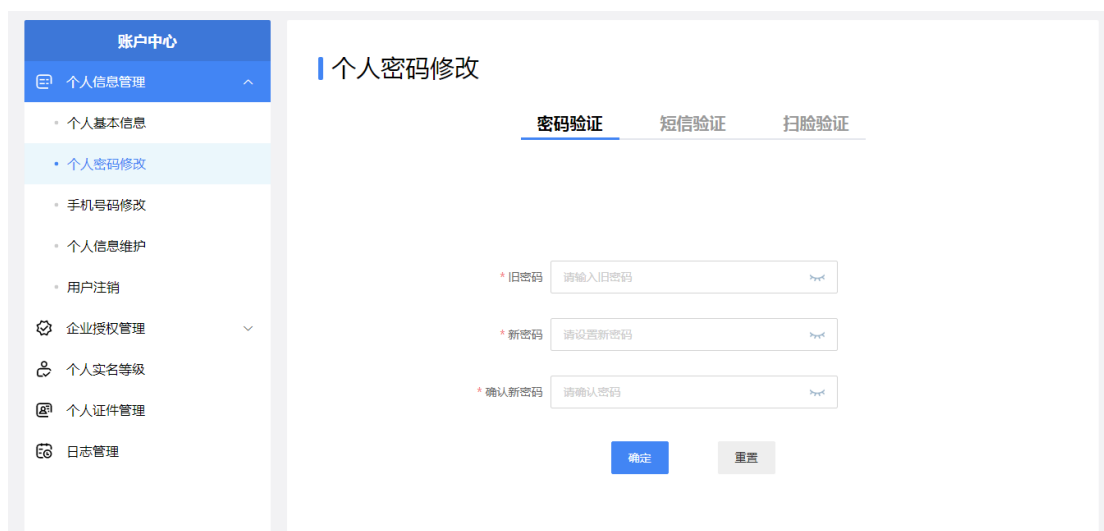 账户中心
个人信息管理
个人基本信息
个人密码修改
手机号码修改
个人信息维护
用户注销
企业授权管理
个人实名等级
个人证件管理
日志管理
个人密码修改
密码验证 短信验证 扫脸验证
* 旧密码 请输入旧密码
* 新密码 请设置新密码
* 确认新密码 请确认密码
确定 重置